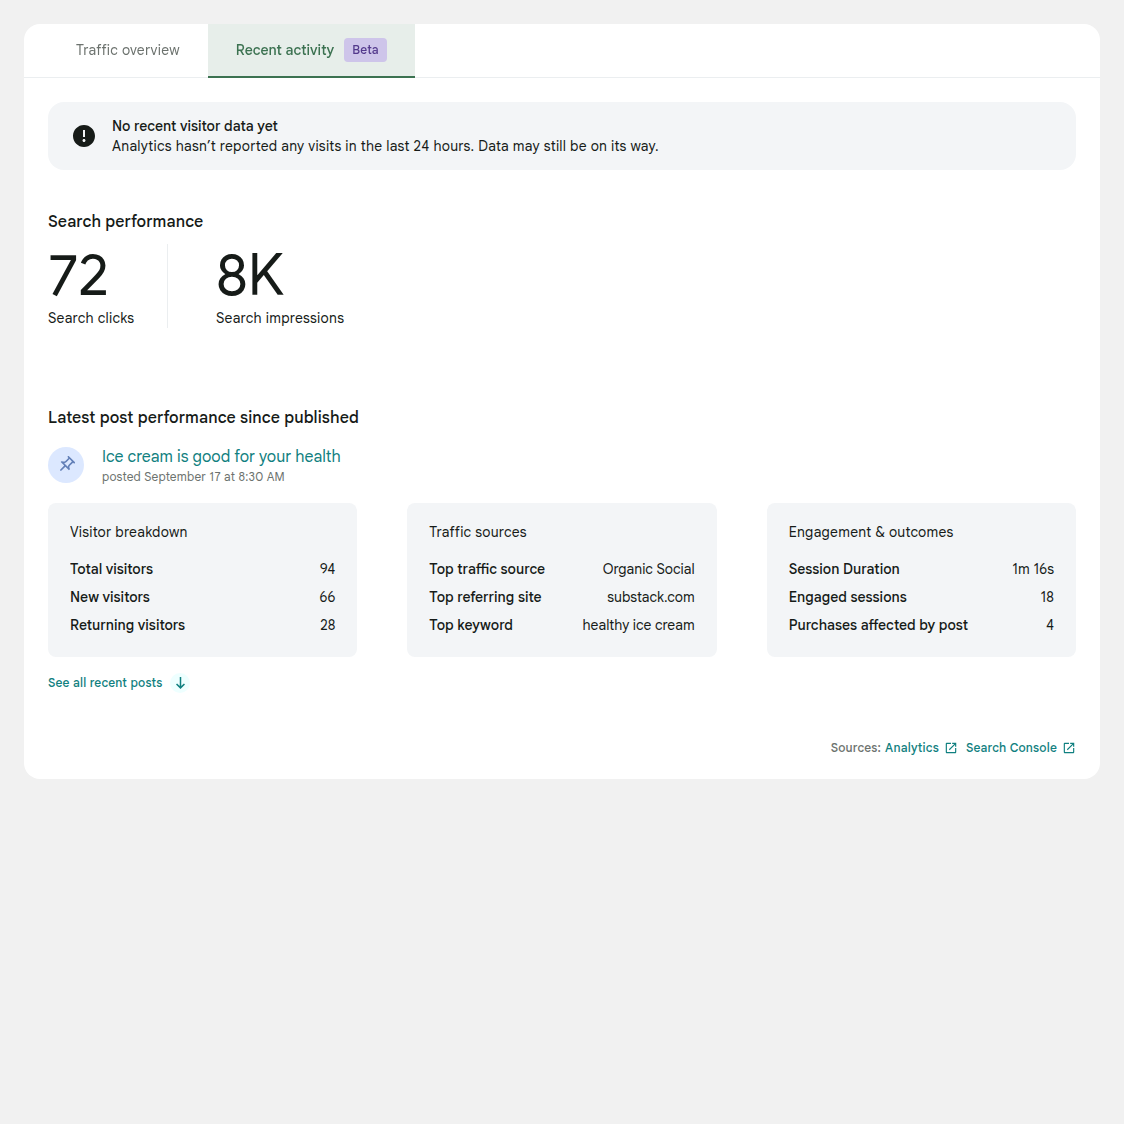 Traffic overview
Recent activity Beta
No recent visitor data yet
Analytics hasn’t reported any visits in the last 24 hours. Data may still be on its way.
Search performance
72
Search clicks
8K
Search impressions
Latest post performance since published
Ice cream is good for your health
posted September 17 at 8:30 AM
Visitor breakdown
Total visitors 94
New visitors 66
Returning visitors 28
Traffic sources
Top traffic source Organic Social
Top referring site substack.com
Top keyword healthy ice cream
Engagement & outcomes
Session Duration 1m 16s
Engaged sessions 18
Purchases affected by post 4
See all recent posts
Sources: Analytics Search Console